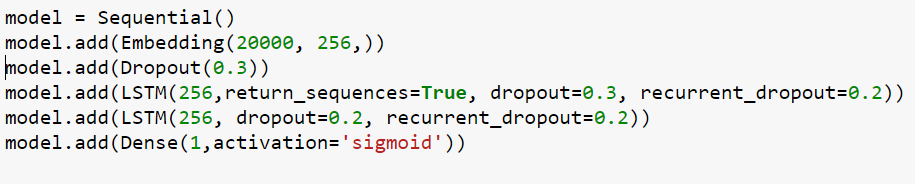 model = Sequential()
model.add(Embedding(20000, 256,))
model.add(Dropout(0.3))
model.add(LSTM(256,return_sequences=True, dropout=0.3, recurrent_dropout=0.2))
model.add(LSTM(256, dropout=0.2, recurrent_dropout=0.2))
model.add(Dense(1,activation='sigmoid'))